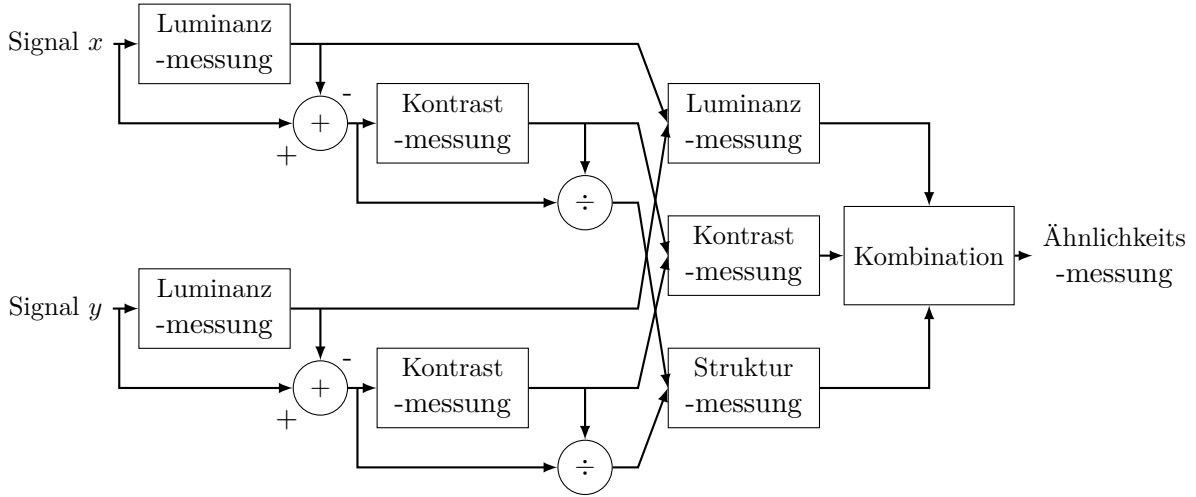 Signal x
Luminanz
-messung
-
+
+
Kontrast
-messung
÷
Luminanz
-messung
Kontrast
-messung
Kombination
Ähnlichkeits
-messung
Signal y
Luminanz
-messung
-
+
+
Kontrast
-messung
÷
Struktur
-messung